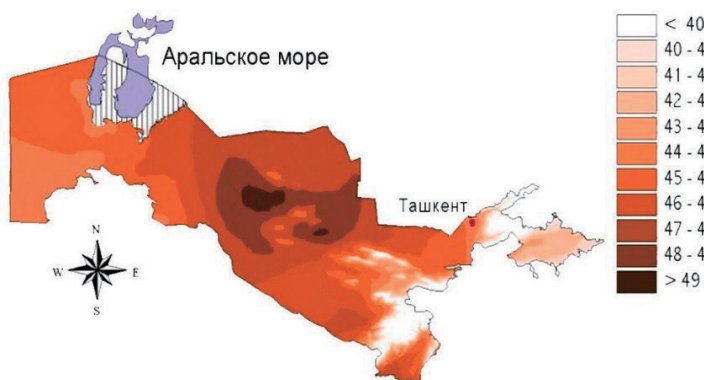 Аральское море
Ташкент
N
W E
S
< 40
40 - 4
41 - 4
42 - 4
43 - 4
44 - 4
45 - 4
46 - 4
47 - 4
48 - 4
> 49